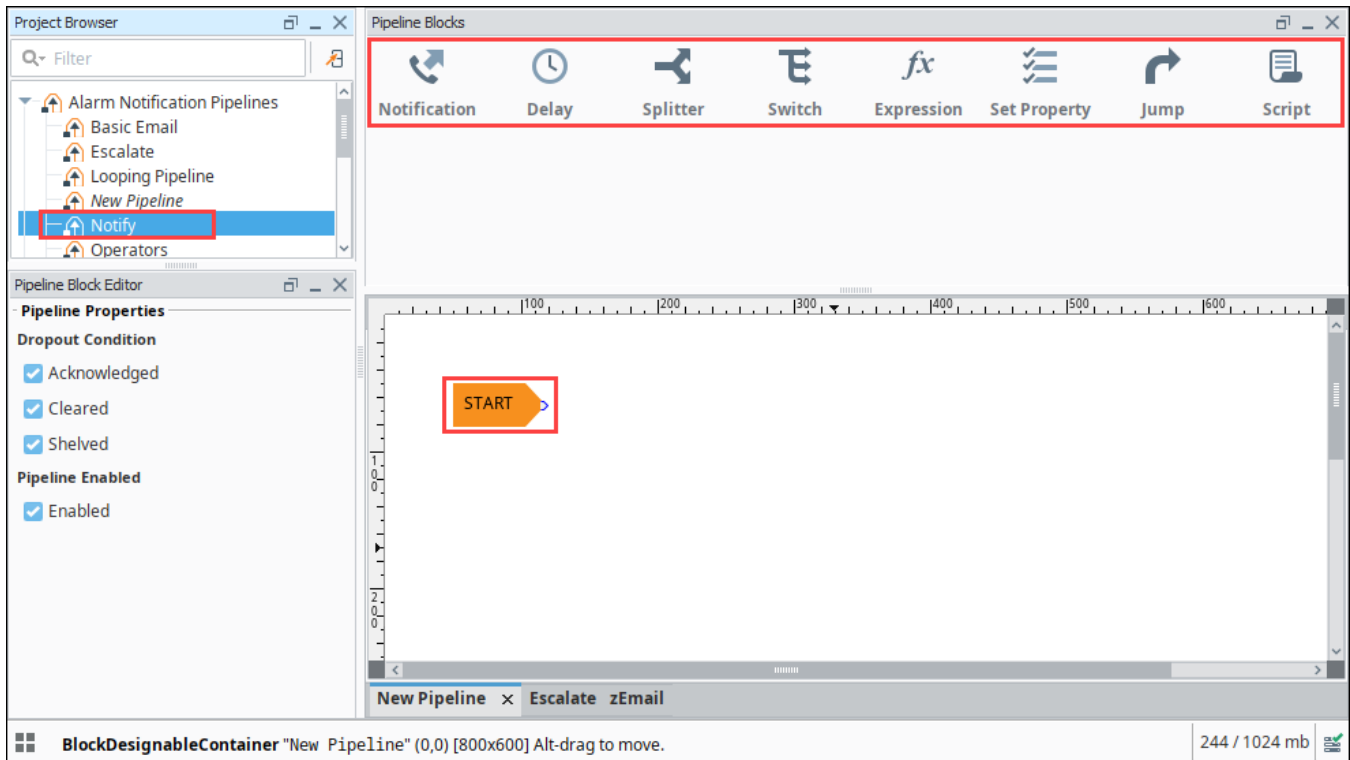 Project Browser
Filter
Alarm Notification Pipelines
Basic Email
Escalate
Looping Pipeline
New Pipeline
Notify
Operators
Pipeline Block Editor
Pipeline Properties
Dropout Condition
Acknowledged
Cleared
Shelved
Pipeline Enabled
Enabled
Pipeline Blocks
fx
Notification Delay Splitter Switch Expression Set Property Jump Script
100 200 300 400 500 600
START
100
200
New Pipeline Escalate zEmail
BlockDesignableContainer "New Pipeline" (0,0) [800x600] Alt-drag to move.
244 / 1024 mb